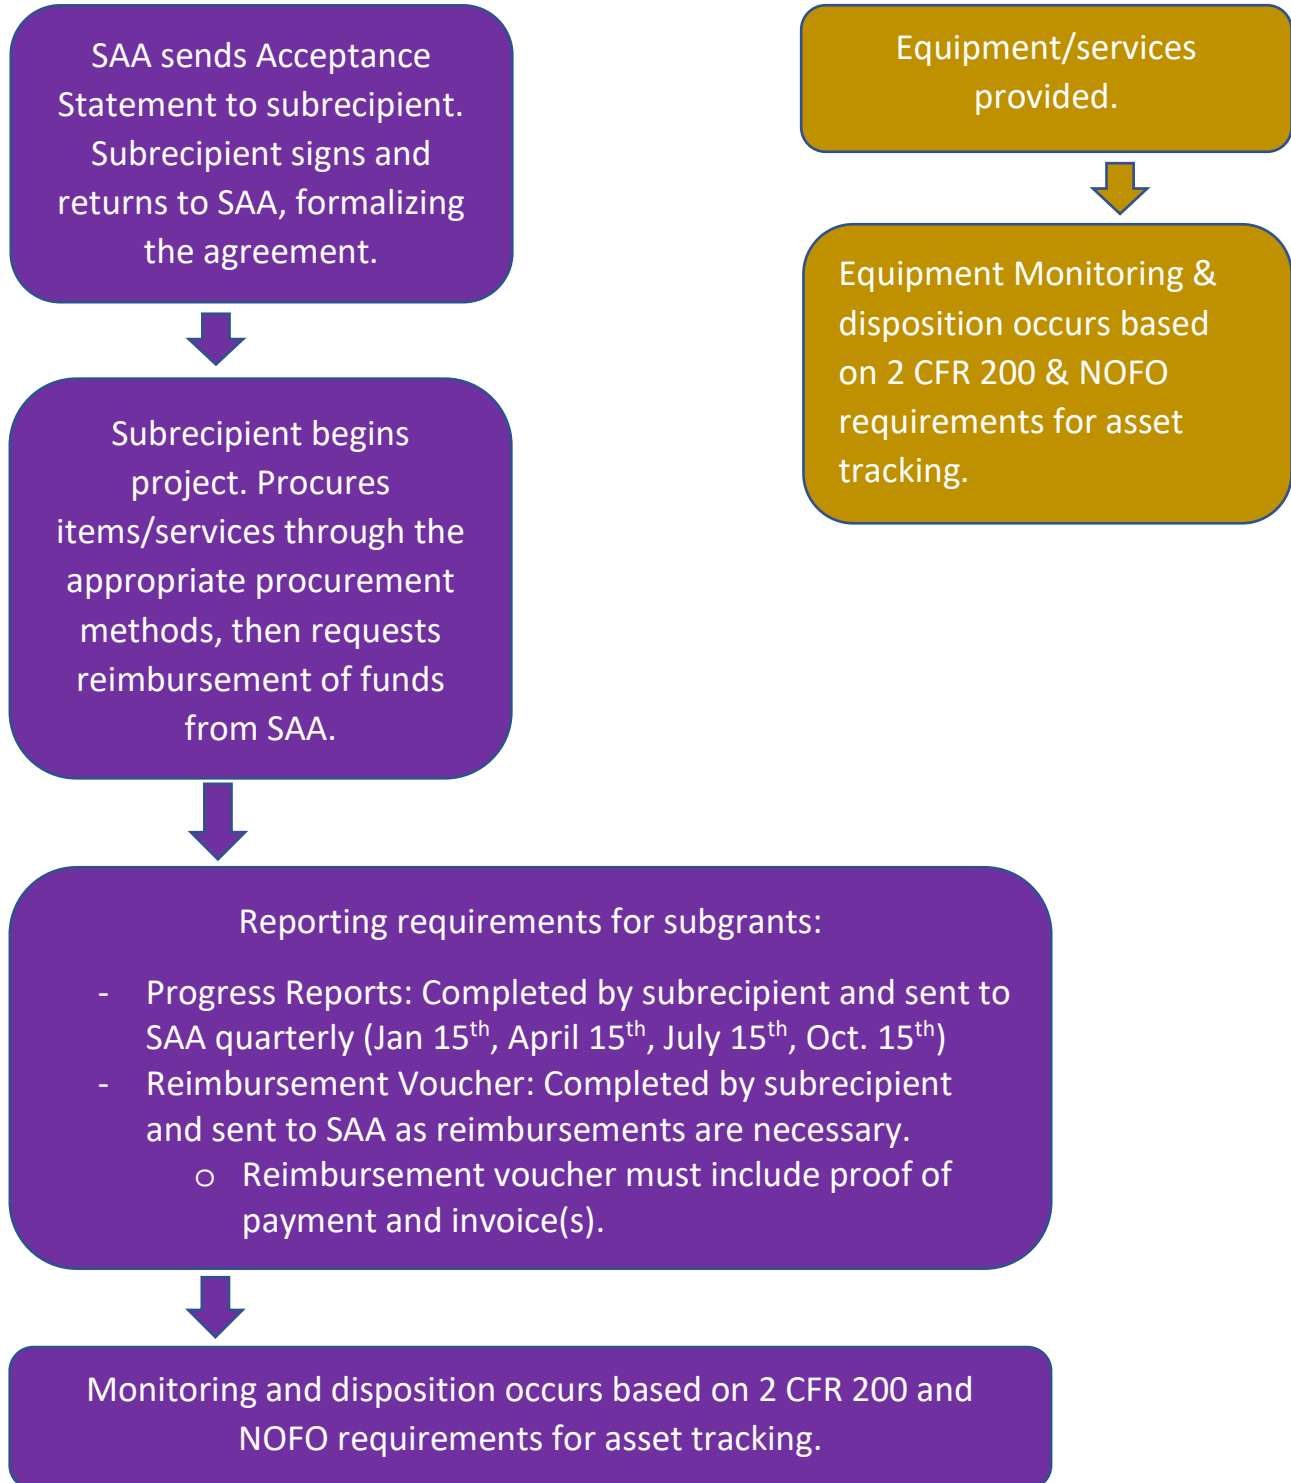 SAA sends Acceptance
Statement to subrecipient.
Subrecipient signs and
returns to SAA, formalizing
the agreement.
Subrecipient begins
project. Procures
items/services through the
appropriate procurement
methods, then requests
reimbursement of funds
from SAA.
Reporting requirements for subgrants:
- Progress Reports: Completed by subrecipient and sent to
SAA quarterly (Jan 15th, April 15th, July 15th, Oct. 15th)
- Reimbursement Voucher: Completed by subrecipient
and sent to SAA as reimbursements are necessary.
o Reimbursement voucher must include proof of
payment and invoice(s).
Monitoring and disposition occurs based on 2 CFR 200 and
NOFO requirements for asset tracking.
Equipment/services
provided.
Equipment Monitoring &
disposition occurs based
on 2 CFR 200 & NOFO
requirements for asset
tracking.